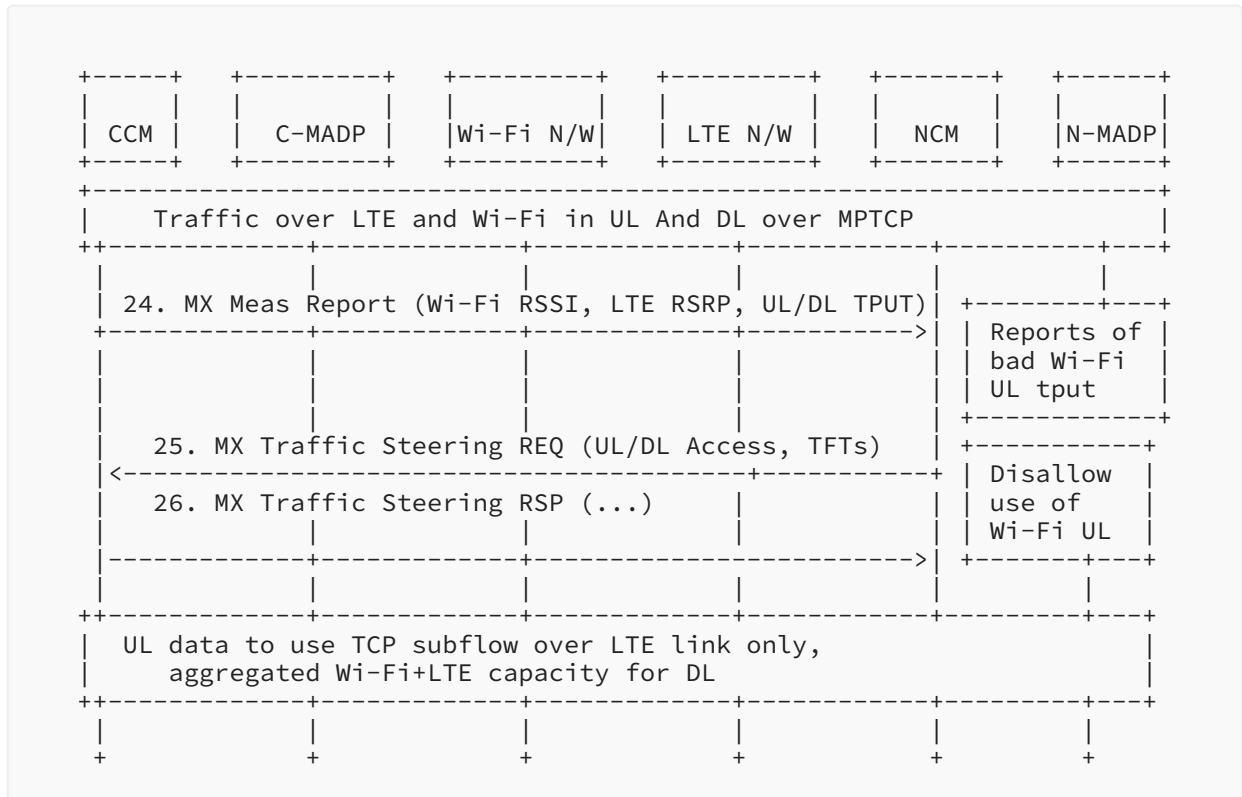 CCM C-MADP Wi-Fi N/W LTE N/W NCM N-MADP
Traffic over LTE and Wi-Fi in UL And DL over MPTCP
24. MX Meas Report (Wi-Fi RSSI, LTE RSRP, UL/DL TPUT)
Reports of
bad Wi-Fi
UL tput
25. MX Traffic Steering REQ (UL/DL Access, TFTs)
Disallow
26. MX Traffic Steering RSP (...)
use of
Wi-Fi UL
UL data to use TCP subflow over LTE link only,
aggregated Wi-Fi+LTE capacity for DL